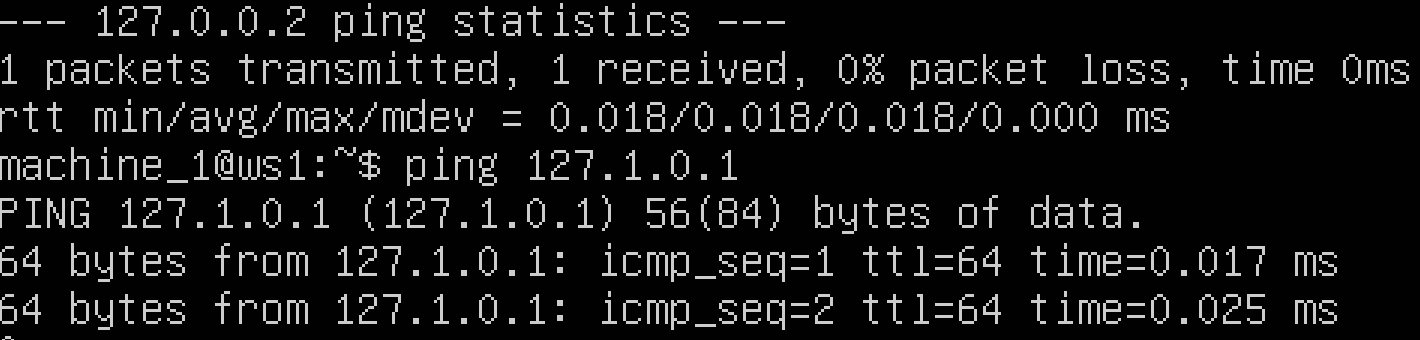 --- 127.0.0.2 ping statistics ---
1 packets transmitted, 1 received, 0% packet loss, time 0ms
rtt min/avg/max/mdev = 0.018/0.018/0.018/0.000 ms
machine_1@ws1:~$ ping 127.1.0.1
PING 127.1.0.1 (127.1.0.1) 56(84) bytes of data.
64 bytes from 127.1.0.1: icmp_seq=1 ttl=64 time=0.017 ms
64 bytes from 127.1.0.1: icmp_seq=2 ttl=64 time=0.025 ms